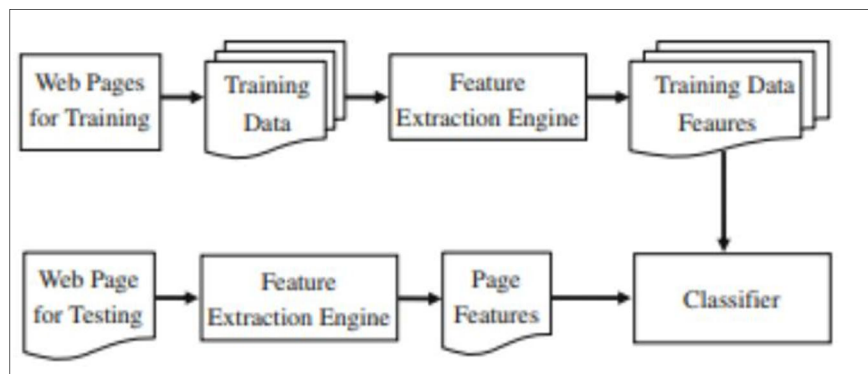 Web Pages
for Training
Training
Data
Feature
Extraction Engine
Training Data
Feaures
Web Page
for Testing
Feature
Extraction Engine
Page
Features
Classifier